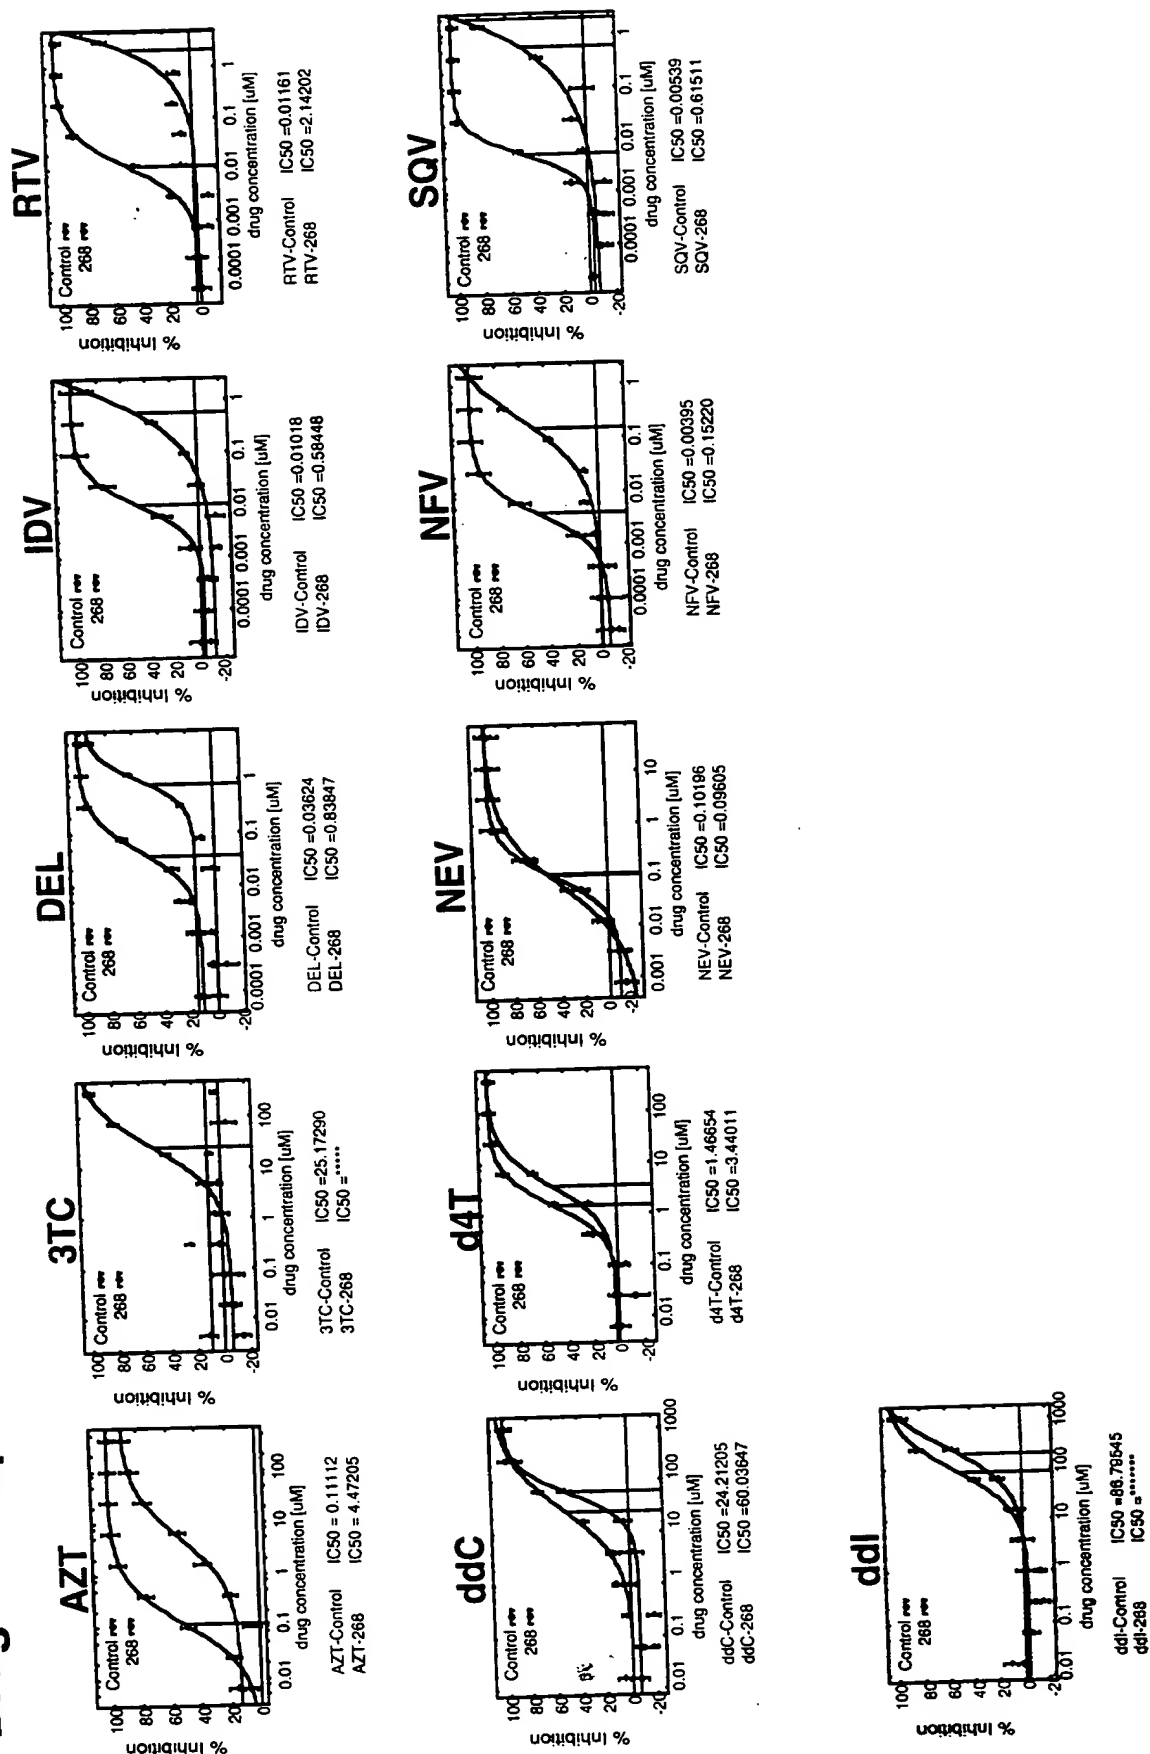 AZT
% Inhibition
100
80
60
40
20
0
Control
268
0.01 0.1 1 10 100
drug concentration [uM]
AZT-Control IC50 = 0.11112
AZT-268 IC50 = 4.47205
3TC
% Inhibition
100
80
60
40
20
0
-20
Control
268
0.01 0.1 1 10 100
drug concentration [uM]
3TC-Control IC50 =25.17290
3TC-268 IC50 =*****
DEL
% Inhibition
100
80
60
40
20
0
-20
Control
268
0.0001 0.001 0.01 0.1 1
drug concentration [uM]
DEL-Control IC50 =0.03624
DEL-268 IC50 =0.83847
IDV
% Inhibition
100
80
60
40
20
0
-20
Control
268
0.0001 0.001 0.01 0.1 1
drug concentration [uM]
IDV-Control IC50 =0.01018
IDV-268 IC50 =0.58448
RTV
% Inhibition
100
80
60
40
20
0
Control
268
0.0001 0.001 0.01 0.1 1
drug concentration [uM]
RTV-Control IC50 =0.01161
RTV-268 IC50 =2.14202
ddC
% Inhibition
100
80
60
40
20
0
-20
Control
268
0.01 0.1 1 10 100 1000
drug concentration [uM]
ddC-Control IC50 =24.21205
ddC-268 IC50 =60.03647
d4T
% Inhibition
100
80
60
40
20
0
-20
Control
268
0.01 0.1 1 10 100
drug concentration [uM]
d4T-Control IC50 =1.46654
d4T-268 IC50 =3.44011
NEV
% Inhibition
100
80
60
40
20
0
-20
Control
268
0.001 0.01 0.1 1 10
drug concentration [uM]
NEV-Control IC50 =0.10196
NEV-268 IC50 =0.09605
NFV
% Inhibition
100
80
60
40
20
0
-20
Control
268
0.0001 0.001 0.01 0.1 1
drug concentration [uM]
NFV-Control IC50 =0.00395
NFV-268 IC50 =0.15220
SQV
% Inhibition
100
80
60
40
20
0
-20
Control
268
0.0001 0.001 0.01 0.1 1
drug concentration [uM]
SQV-Control IC50 =0.00539
SQV-268 IC50 =0.61511
ddI
% Inhibition
100
80
60
40
20
0
-20
Control
268
0.01 0.1 1 10 100 1000
drug concentration [uM]
ddI-Control IC50 =86.79545
ddI-268 IC50 =*******